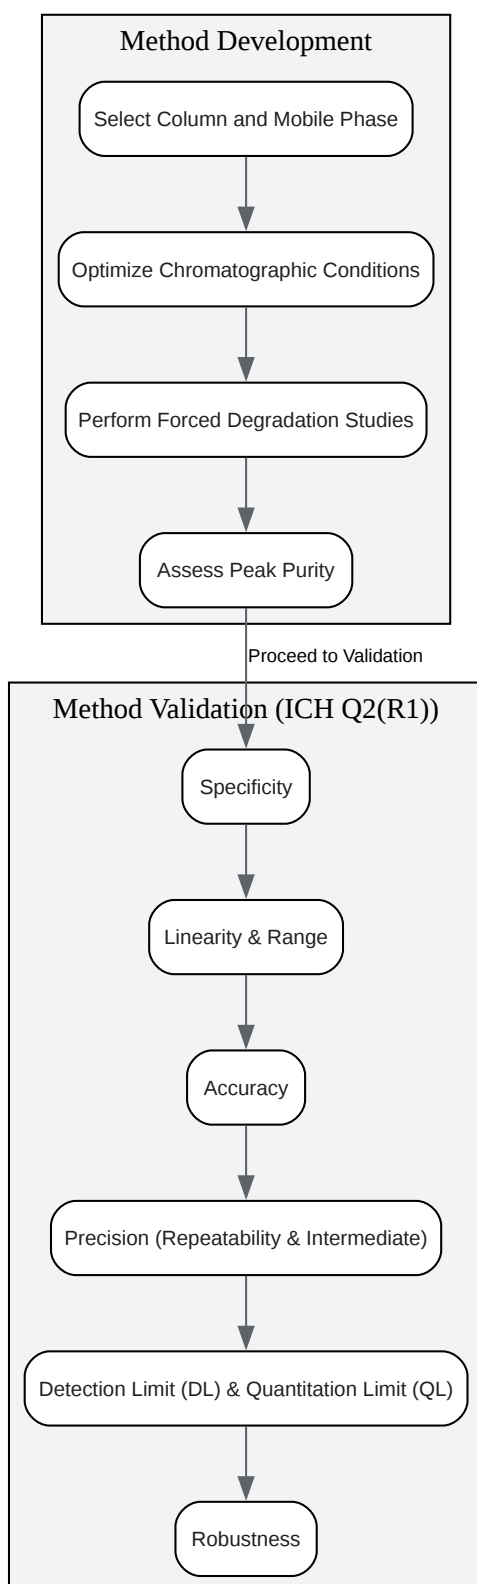 Method Development
Select Column and Mobile Phase
Optimize Chromatographic Conditions
Perform Forced Degradation Studies
Assess Peak Purity
Proceed to Validation
Method Validation (ICH Q2(R1))
Specificity
Linearity & Range
Accuracy
Precision (Repeatability & Intermediate)
Detection Limit (DL) & Quantitation Limit (QL)
Robustness